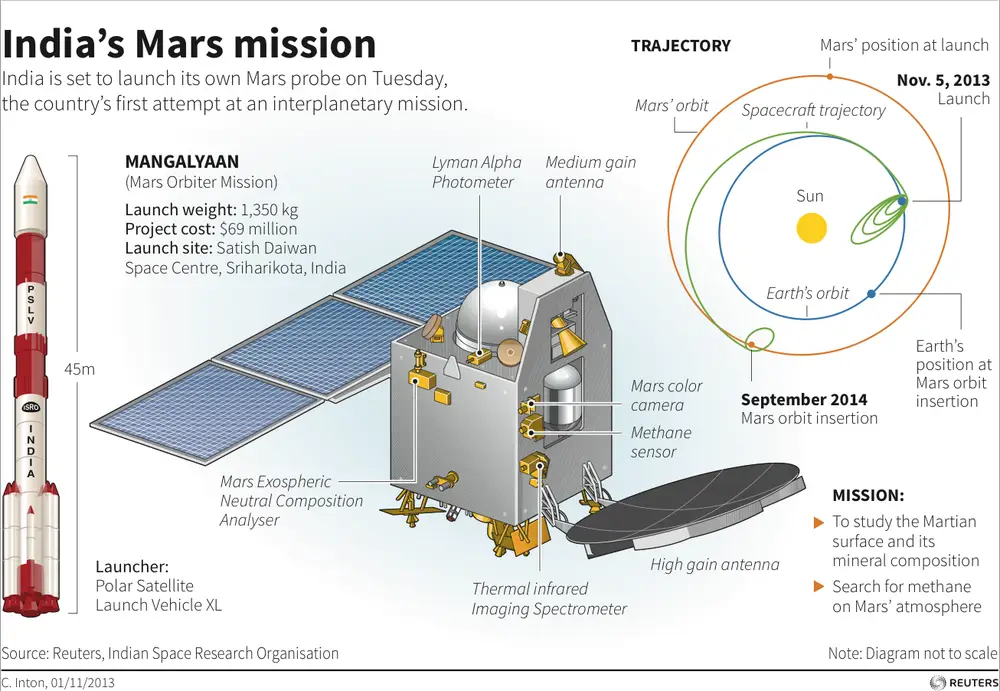 India's Mars mission
India is set to launch its own Mars probe on Tuesday,
the country's first attempt at an interplanetary mission.
MANGALYAAN
(Mars Orbiter Mission)
Launch weight: 1,350 kg
Project cost: $69 million
Launch site: Satish Daiwan
Space Centre, Sriharikota, India
PSLV
ISRO
INDIA
45m
Launcher:
Polar Satellite
Launch Vehicle XL
Lyman Alpha
Photometer
Medium gain
antenna
Mars color
camera
Methane
sensor
Mars Exospheric
Neutral Composition
Analyser
Thermal infrared
Imaging Spectrometer
High gain antenna
TRAJECTORY
Mars' position at launch
Nov. 5, 2013
Launch
Mars' orbit
Spacecraft trajectory
Sun
Earth's orbit
Earth's
position at
Mars orbit
insertion
September 2014
Mars orbit insertion
MISSION:
To study the Martian
surface and its
mineral composition
Search for methane
on Mars' atmosphere
Source: Reuters, Indian Space Research Organisation
Note: Diagram not to scale
C. Inton, 01/11/2013
REUTERS